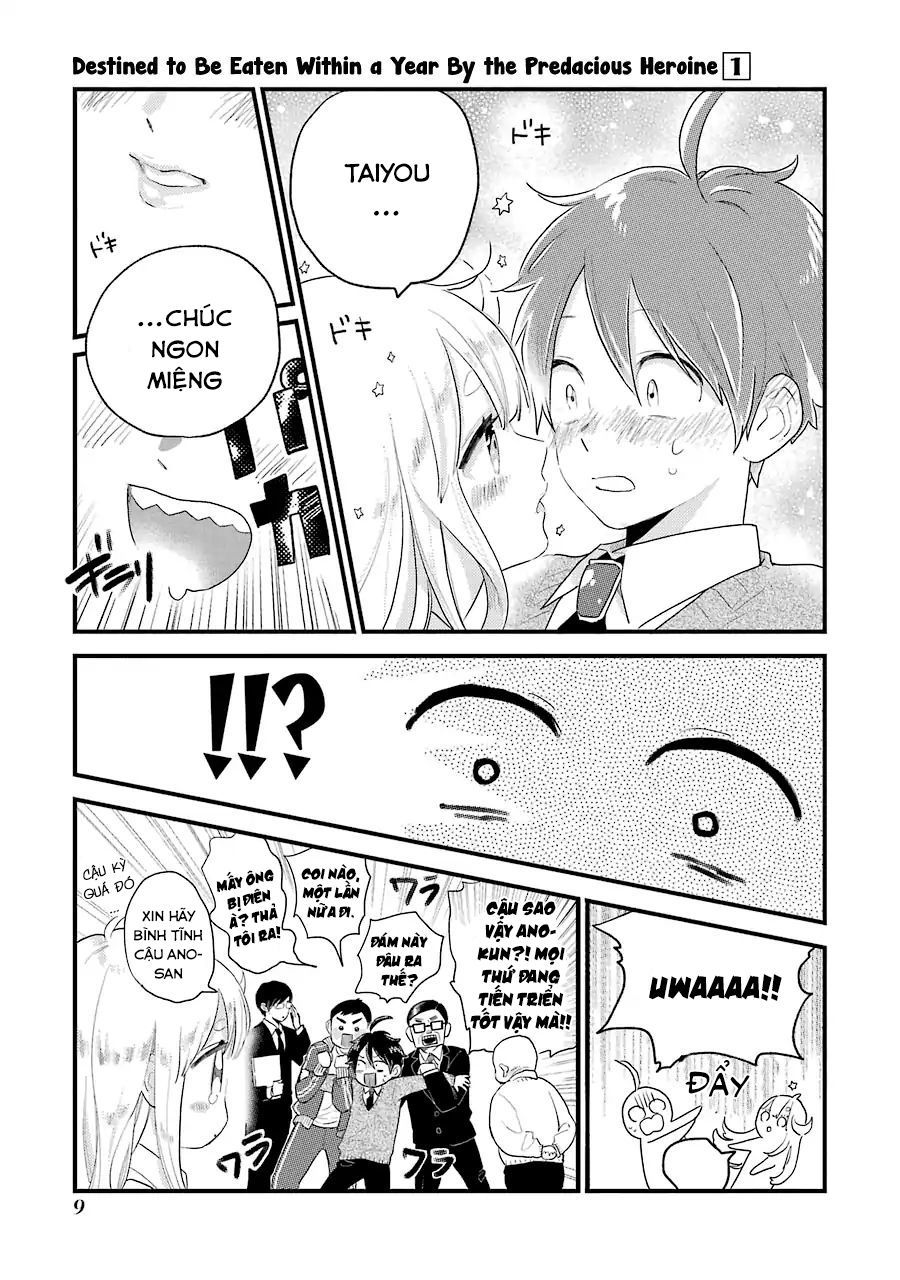 Destined to Be Eaten Within a Year By the Predacious Heroine 1
ドキ
TAIYOU
...
ドキ
ドキ
...CHÚC
NGON
MIỆNG
ギラリ
!!?
UWAAAA!!
ĐẨY
CẬU SAO
VẬY ANO-
KUN?! MỌI
THỨ ĐANG
TIẾN TRIỂN
TỐT VẬY MÀ!!
ワラ
ĐÁM NÀY
ĐÂU RA
THẾ?
COI NÀO,
MỘT LẦN
NỮA ĐI.
MẤY ÔNG
BỊ ĐIÊN
À? THẢ
TÔI RA!
XIN HÃY
BÌNH TĨNH
CẬU ANO-
SAN
CẬU KỲ
QUÁ ĐÓ
...
ワラ
9